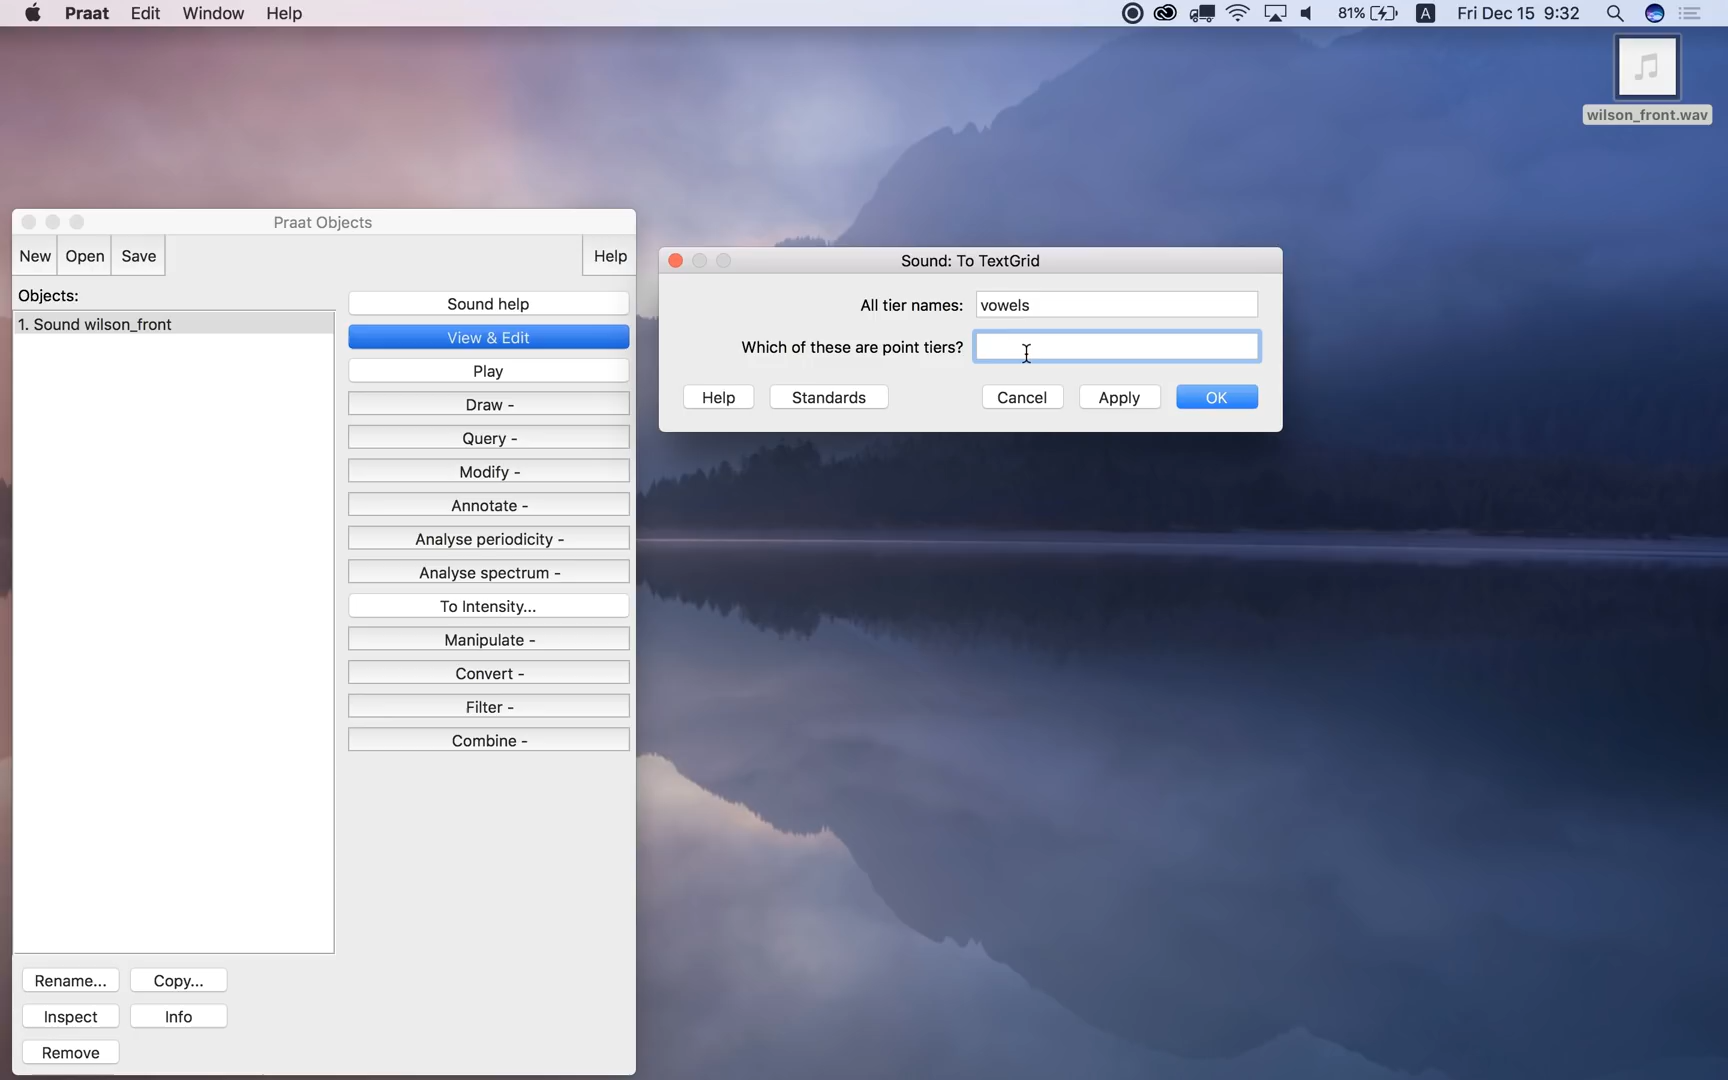 Praat Edit Window Help 81% A Fri Dec 15 9:32
wilson_front.wav
Praat Objects
New Open Save Help
Objects:
1. Sound wilson_front
Sound help
View & Edit
Play
Draw -
Query -
Modify -
Annotate -
Analyse periodicity -
Analyse spectrum -
To Intensity...
Manipulate -
Convert -
Filter -
Combine -
Rename... Copy...
Inspect Info
Remove
Sound: To TextGrid
All tier names: vowels
Which of these are point tiers?
Help Standards Cancel Apply OK